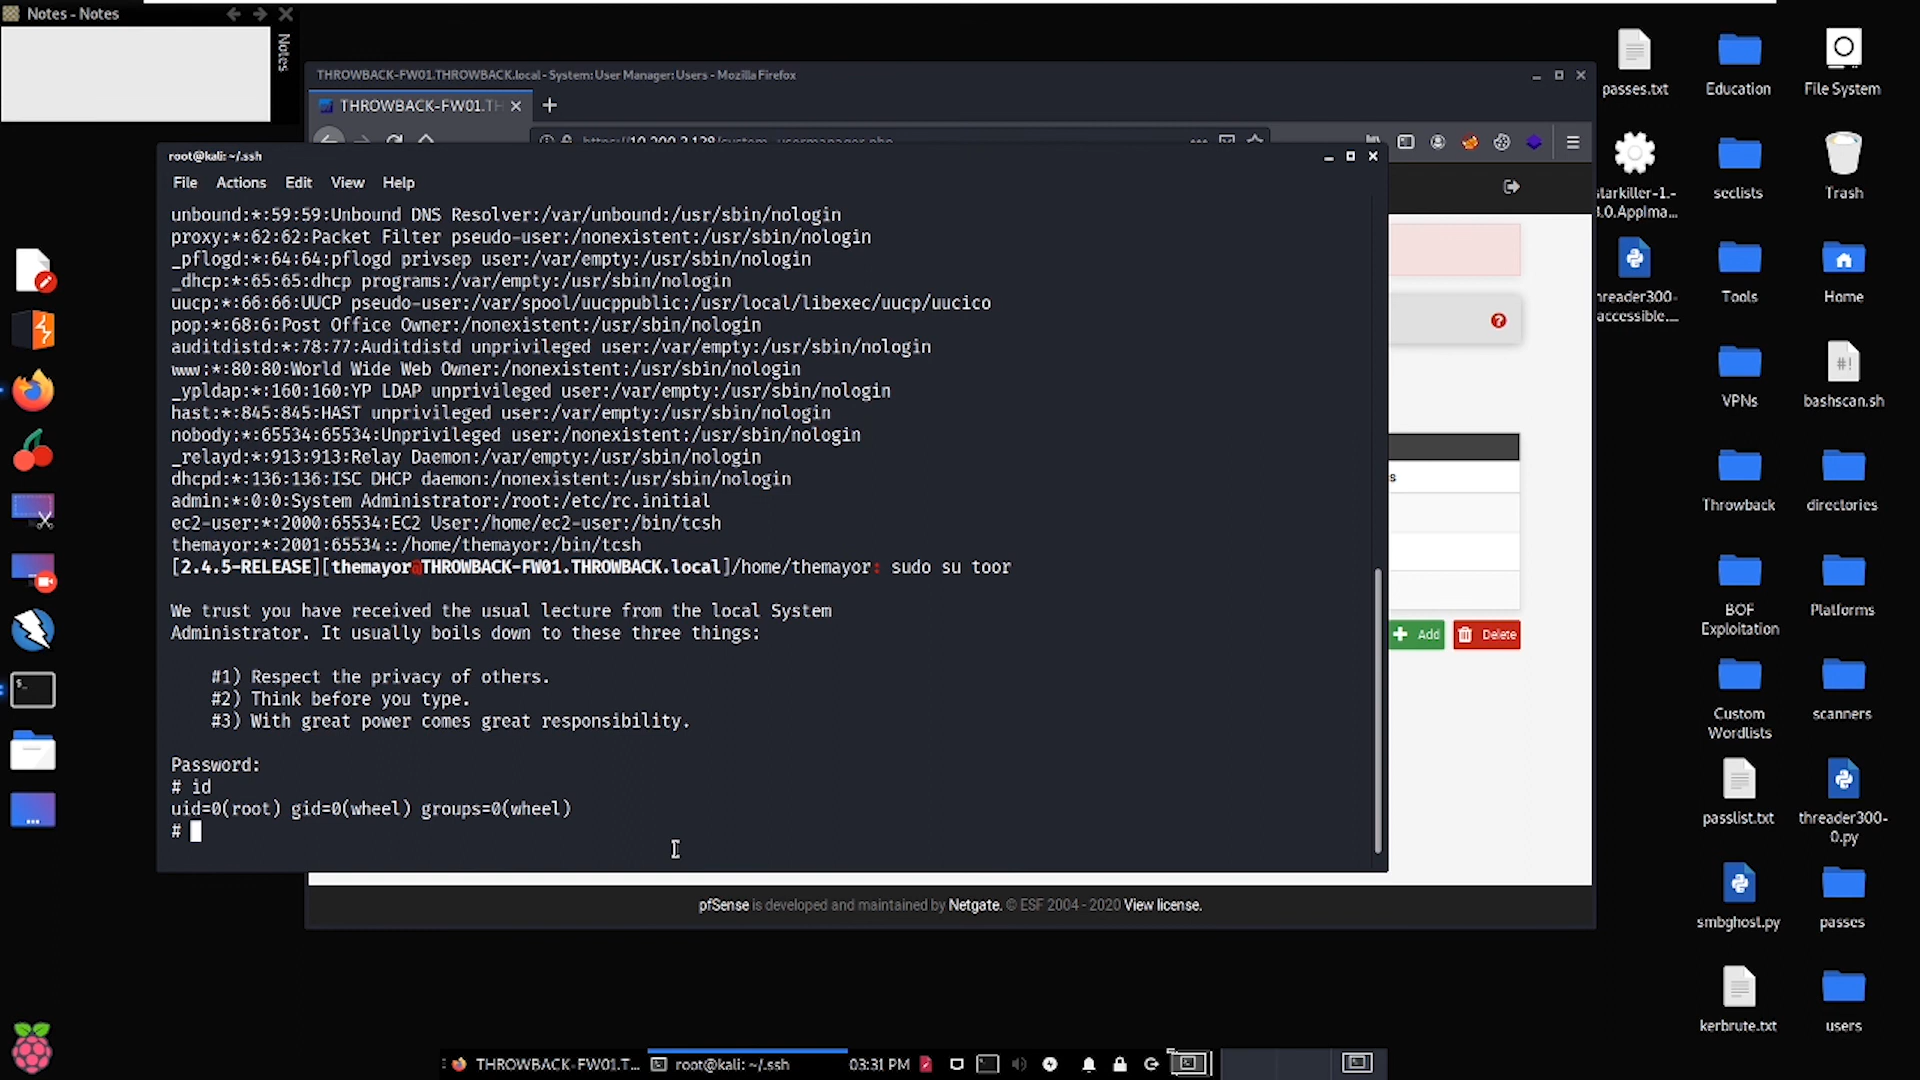 Notes - Notes
Notes
THROWBACK-FW01.THROWBACK.local - System: User Manager: Users - Mozilla Firefox
THROWBACK-FW01.TH
https://10.200.3.138/system_usermanager.php
root@kali: ~/.ssh
File Actions Edit View Help
unbound:*:59:59:Unbound DNS Resolver:/var/unbound:/usr/sbin/nologin
proxy:*:62:62:Packet Filter pseudo-user:/nonexistent:/usr/sbin/nologin
_pflogd:*:64:64:pflogd privsep user:/var/empty:/usr/sbin/nologin
_dhcp:*:65:65:dhcp programs:/var/empty:/usr/sbin/nologin
uucp:*:66:66:UUCP pseudo-user:/var/spool/uucppublic:/usr/local/libexec/uucp/uucico
pop:*:68:6:Post Office Owner:/nonexistent:/usr/sbin/nologin
auditdistd:*:78:77:Auditdistd unprivileged user:/var/empty:/usr/sbin/nologin
www:*:80:80:World Wide Web Owner:/nonexistent:/usr/sbin/nologin
_ypldap:*:160:160:YP LDAP unprivileged user:/var/empty:/usr/sbin/nologin
hast:*:845:845:HAST unprivileged user:/var/empty:/usr/sbin/nologin
nobody:*:65534:65534:Unprivileged user:/nonexistent:/usr/sbin/nologin
_relayd:*:913:913:Relay Daemon:/var/empty:/usr/sbin/nologin
dhcpd:*:136:136:ISC DHCP daemon:/nonexistent:/usr/sbin/nologin
admin:*:0:0:System Administrator:/root:/etc/rc.initial
ec2-user:*:2000:65534:EC2 User:/home/ec2-user:/bin/tcsh
themayor:*:2001:65534::/home/themayor:/bin/tcsh
[2.4.5-RELEASE][themayor@THROWBACK-FW01.THROWBACK.local]/home/themayor: sudo su toor
We trust you have received the usual lecture from the local System
Administrator. It usually boils down to these three things:
#1) Respect the privacy of others.
#2) Think before you type.
#3) With great power comes great responsibility.
Password:
# id
uid=0(root) gid=0(wheel) groups=0(wheel)
#
s
Add Delete
pfSense is developed and maintained by Netgate. © ESF 2004 - 2020 View license.
passes.txt Education File System
starkiller-1.-
3.0.AppIma...
seclists Trash
threader300-
accessible....
Tools Home
VPNs bashscan.sh
Throwback directories
BOF
Exploitation
Platforms
Custom
Wordlists
scanners
passlist.txt
threader300-
0.py
smbghost.py passes
kerbrute.txt users
THROWBACK-FW01.T... root@kali: ~/.ssh 03:31 PM